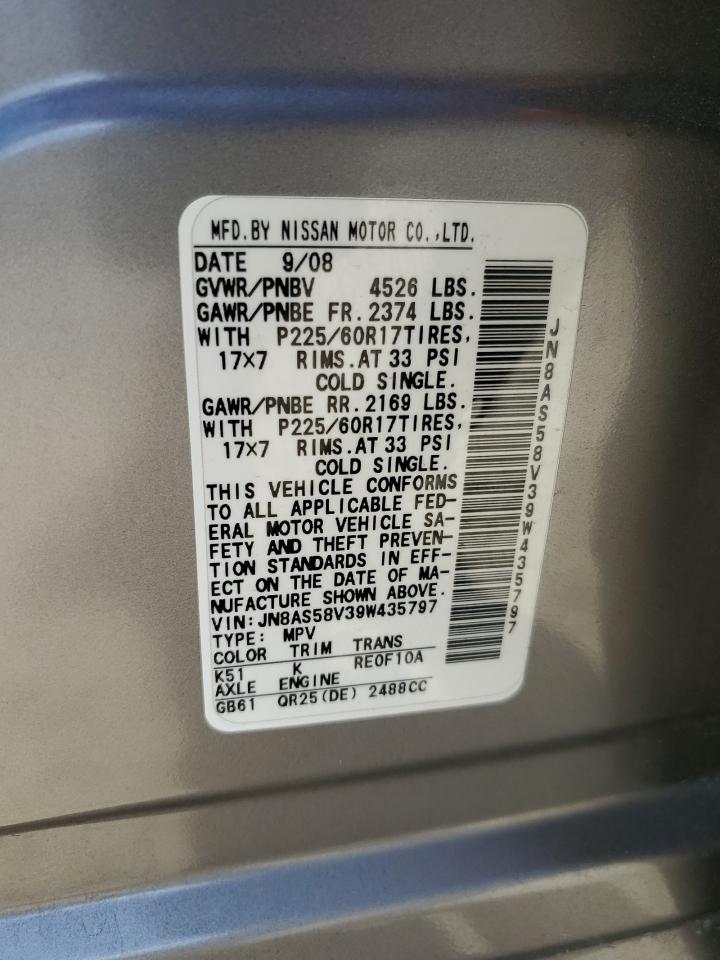 MFD.BY NISSAN MOTOR CO.,LTD.
DATE 9/08
GVWR/PNBV 4526 LBS.
GAWR/PNBE FR.2374 LBS.
WITH P225/60R17TIRES,
17×7 RIMS.AT 33 PSI
COLD SINGLE.
GAWR/PNBE RR.2169 LBS.
WITH P225/60R17TIRES,
17×7 RIMS.AT 33 PSI
COLD SINGLE.
THIS VEHICLE CONFORMS
TO ALL APPLICABLE FED-
ERAL MOTOR VEHICLE SA-
FETY AND THEFT PREVEN-
TION STANDARDS IN EFF-
ECT ON THE DATE OF MA-
NUFACTURE SHOWN ABOVE.
VIN:JN8AS58V39W435797
TYPE: MPV
COLOR TRIM TRANS
K51 K RE0F10A
AXLE ENGINE
GB61 QR25(DE) 2488CC
JN8AS58V39W435797